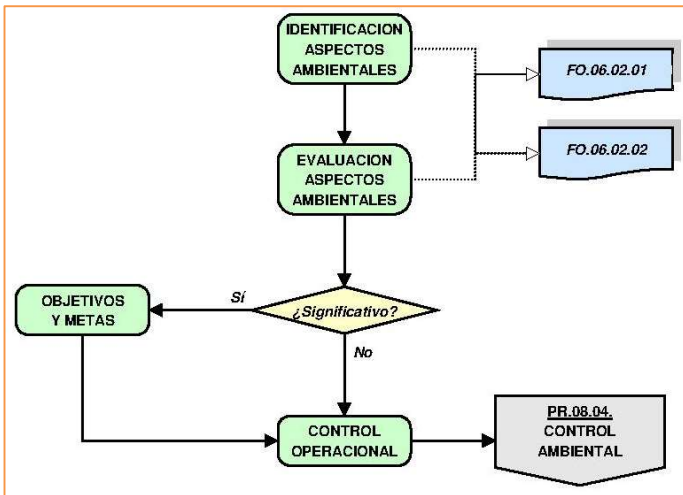 IDENTIFICACION
ASPECTOS
AMBIENTALES
FO.06.02.01
FO.06.02.02
EVALUACION
ASPECTOS
AMBIENTALES
¿Significativo?
Sí
OBJETIVOS
Y METAS
No
CONTROL
OPERACIONAL
PR.08.04.
CONTROL
AMBIENTAL